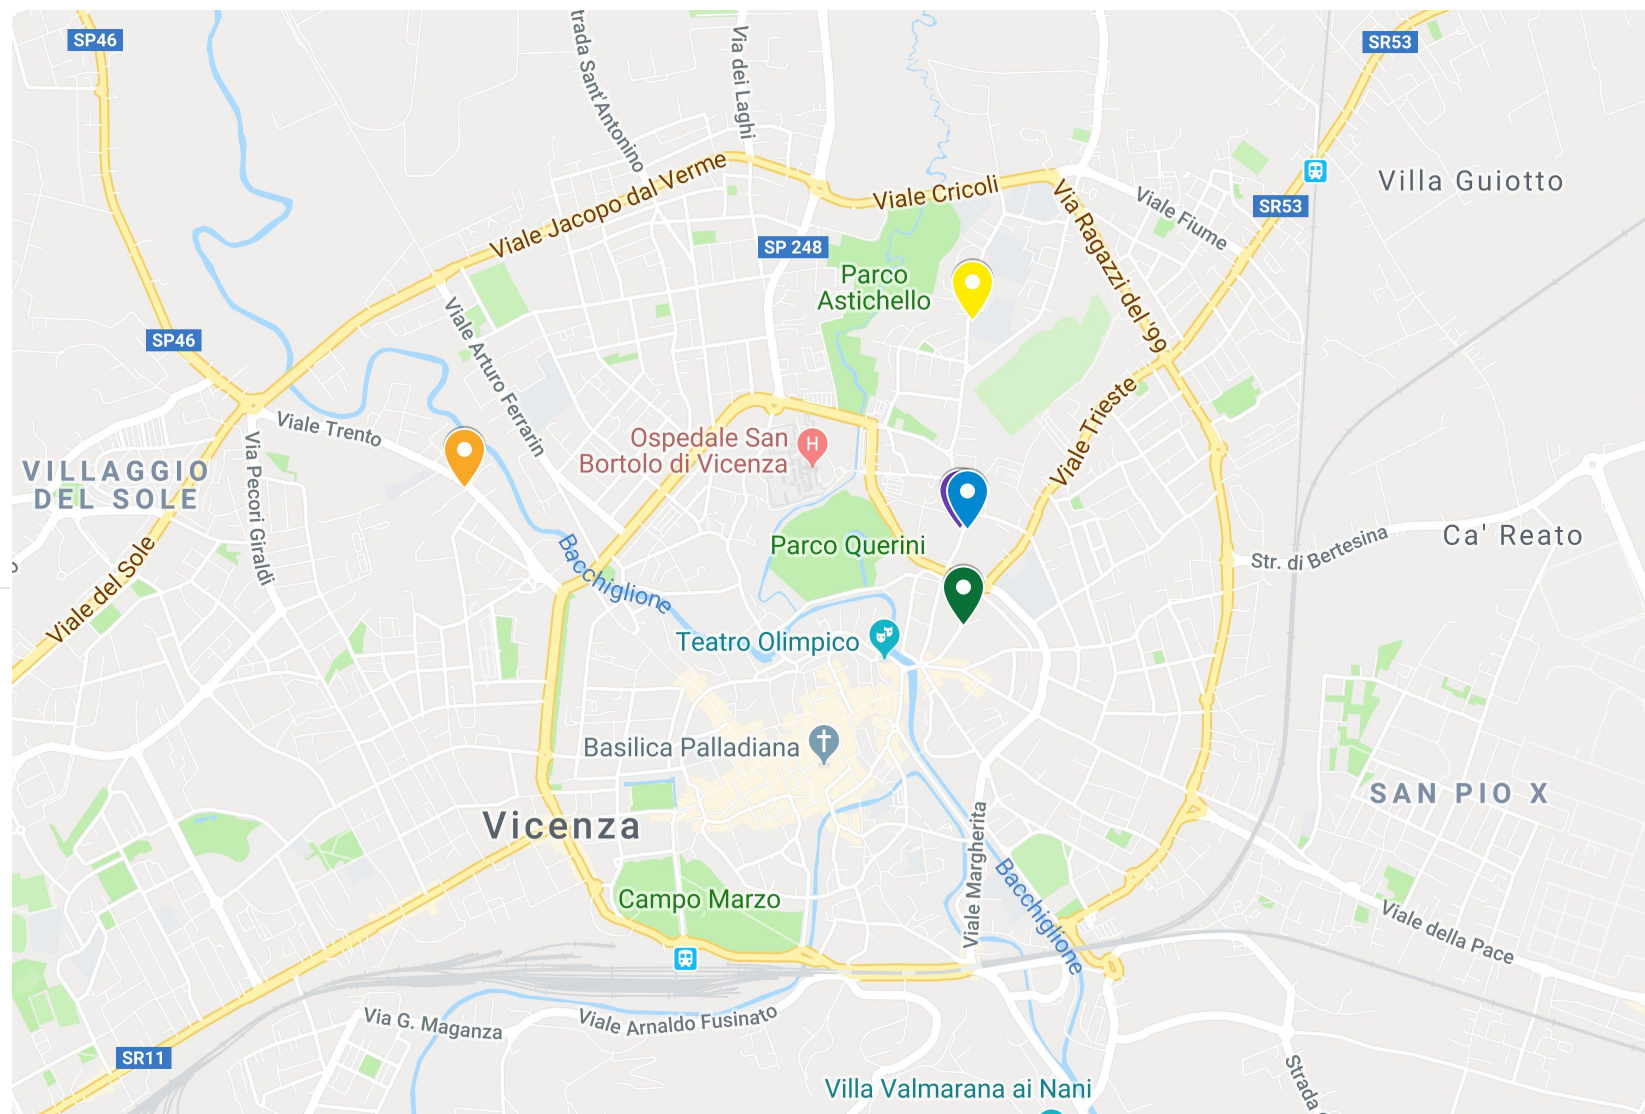 SP46
SR53
trada Sant'Antonino
Via dei Laghi
Viale Jacopo dal Verme
Viale Cricoli
Via Ragazzi del '99
Viale Fiume
SR53
Villa Guiotto
SP 248
Parco
Astichello
SP46
Viale Arturo Ferrarin
Viale Trento
Via Pecori Giraldi
VILLAGGIO
DEL SOLE
Ospedale San
Bortolo di Vicenza
H
Viale Trieste
Viale del Sole
Bacchiglione
Parco Querini
Str. di Bertesina
Ca' Reato
Teatro Olimpico
Basilica Palladiana
Vicenza
SAN PIO X
Viale Margherita
Bacchiglione
Campo Marzo
Viale della Pace
Via G. Maganza
Viale Arnaldo Fusinato
SR11
Villa Valmarana ai Nani
Strada